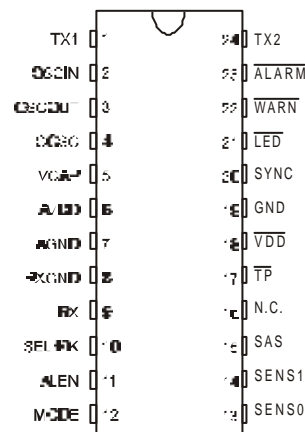 TX1 1 24 TX2
OSCIN 2 23 ALARM
OSCOUT 3 22 WARN
COSC 4 21 LED
VCAP 5 20 SYNC
AVDD 6 19 GND
AGND 7 18 VDD
RXGND 8 17 TP
RX 9 16 N.C.
10 15 SAS
ALEN 11 14 SENS1
MODE 12 13 SENS0